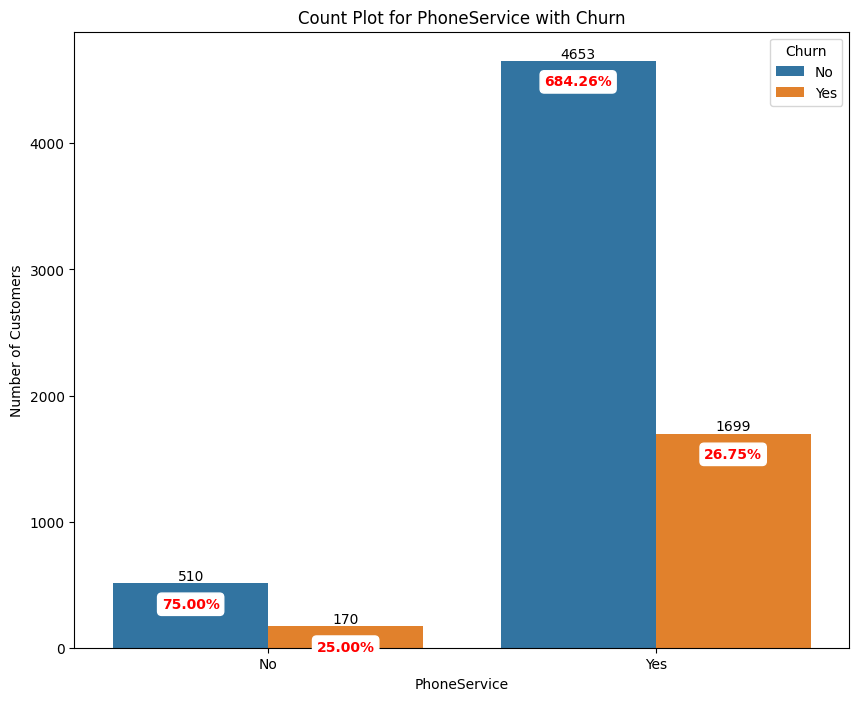 Count Plot for PhoneService with Churn
Number of Customers
4000
3000
2000
1000
0
4653
684.26%
1699
26.75%
510
75.00%
170
25.00%
Churn
No
Yes
No
Yes
PhoneService